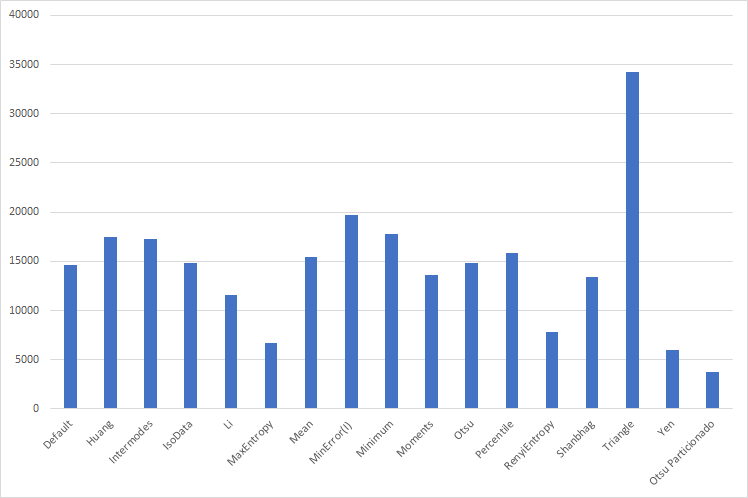 40000
35000
30000
25000
20000
15000
10000
5000
0
Default
Huang
Intermodes
IsoData
Li
MaxEntropy
Mean
MinError(I)
Minimum
Moments
Otsu
Percentile
RenyiEntropy
Shanbhag
Triangle
Yen
Otsu Particionado